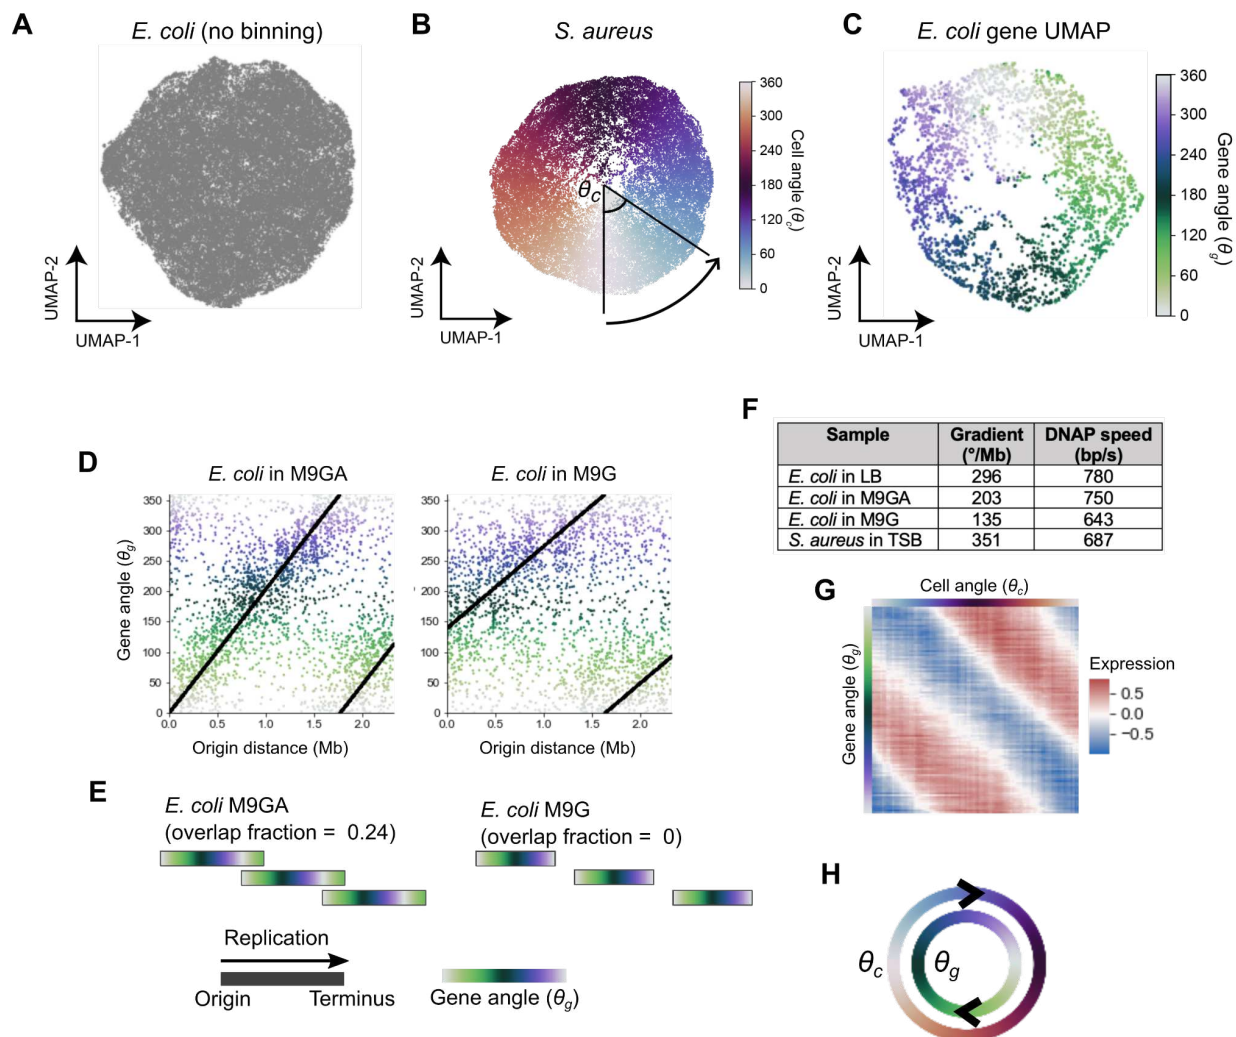 A
E. coli (no binning)
UMAP-2
UMAP-1
B
S. aureus
θc
360
300
240
180
120
60
0
Cell angle (θc)
UMAP-2
UMAP-1
C
E. coli gene UMAP
360
300
240
180
120
60
0
Gene angle (θg)
UMAP-2
UMAP-1
D
E. coli in M9GA
Gene angle (θg)
350
300
250
200
150
100
50
0
0.0 0.5 1.0 1.5 2.0
Origin distance (Mb)
E. coli in M9G
350
300
250
200
150
100
50
0
0.0 0.5 1.0 1.5 2.0
Origin distance (Mb)
E
E. coli M9GA
(overlap fraction = 0.24)
E. coli M9G
(overlap fraction = 0)
Replication
Origin Terminus
Gene angle (θg)
F
Sample Gradient (°/Mb) DNAP speed (bp/s)
E. coli in LB 296 780
E. coli in M9GA 203 750
E. coli in M9G 135 643
S. aureus in TSB 351 687
G
Cell angle (θc)
Gene angle (θg)
Expression
0.5
0.0
−0.5
H
θc
θg